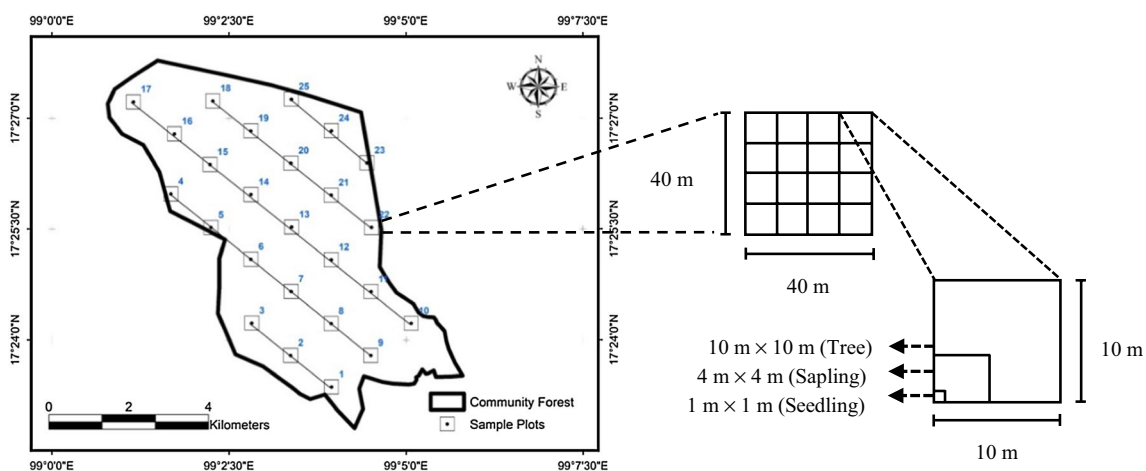 99°0'0"E 99°2'30"E 99°5'0"E 99°7'30"E
N
W E
S
17°27'0"N 17°27'0"N
17°25'30"N 17°25'30"N
17°24'0"N 17°24'0"N
17 18 25
16 19 24
15 20 23
4 14 21
5 13 22
6 12
7 11
3 8 10
2 9
1
0 2 4
Kilometers
Community Forest
Sample Plots
99°0'0"E 99°2'30"E 99°5'0"E 99°7'30"E
40 m
40 m
10 m × 10 m (Tree)
4 m × 4 m (Sapling)
1 m × 1 m (Seedling)
10 m
10 m